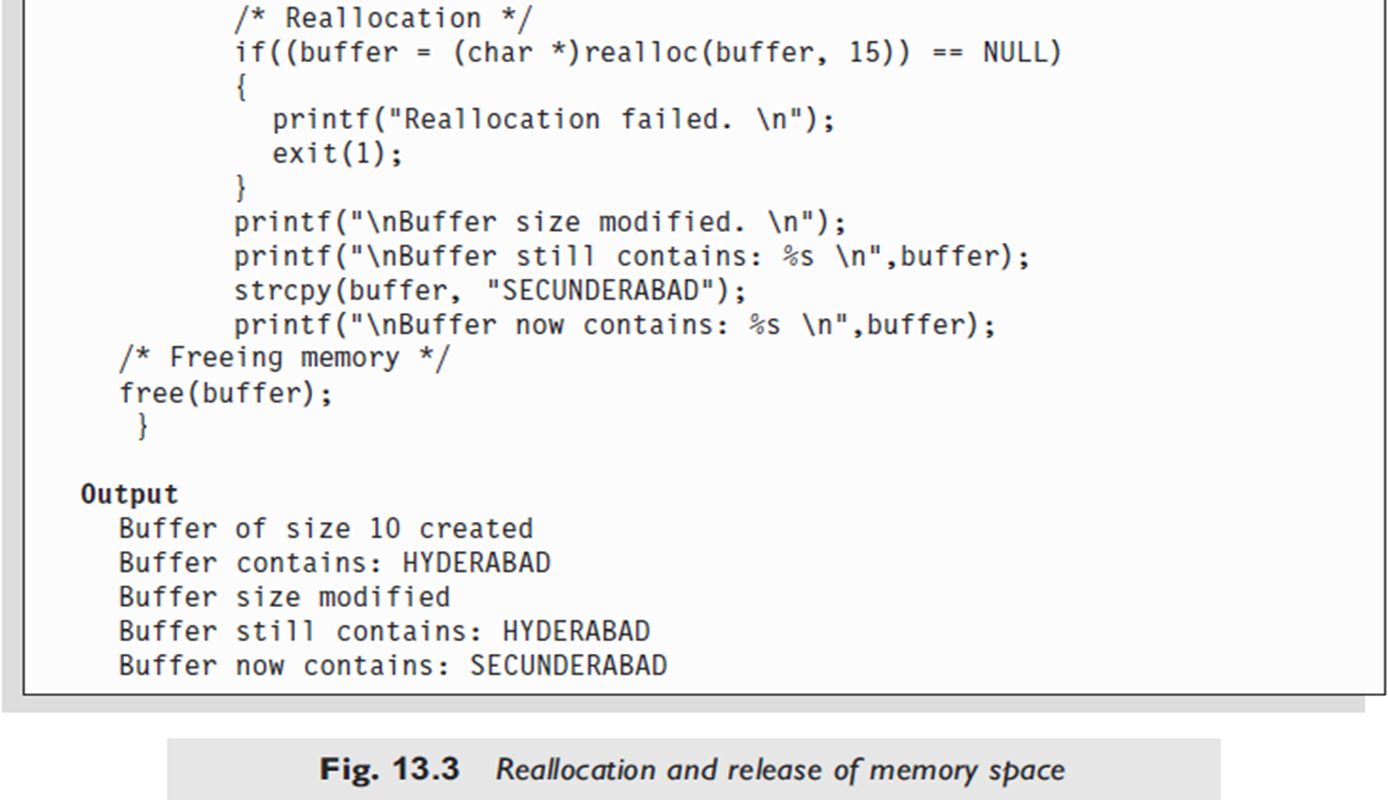 /* Reallocation */
if((buffer = (char *)realloc(buffer, 15)) == NULL)
{
printf("Reallocation failed. \n");
exit(1);
}
printf("\nBuffer size modified. \n");
printf("\nBuffer still contains: %s \n",buffer);
strcpy(buffer, "SECUNDERABAD");
printf("\nBuffer now contains: %s \n",buffer);
/* Freeing memory */
free(buffer);
}
Output
Buffer of size 10 created
Buffer contains: HYDERABAD
Buffer size modified
Buffer still contains: HYDERABAD
Buffer now contains: SECUNDERABAD
Fig. 13.3 Reallocation and release of memory space